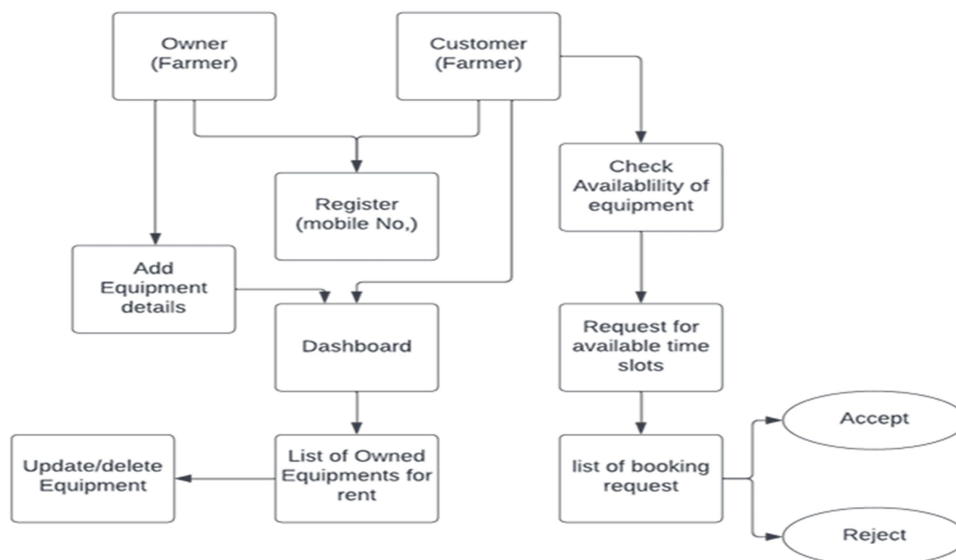 Owner
(Farmer)
Customer
(Farmer)
Check
Availablility of
equipment
Register
(mobile No,)
Add
Equipment
details
Dashboard
Request for
available time
slots
Accept
Update/delete
Equipment
List of Owned
Equipments for
rent
list of booking
request
Reject